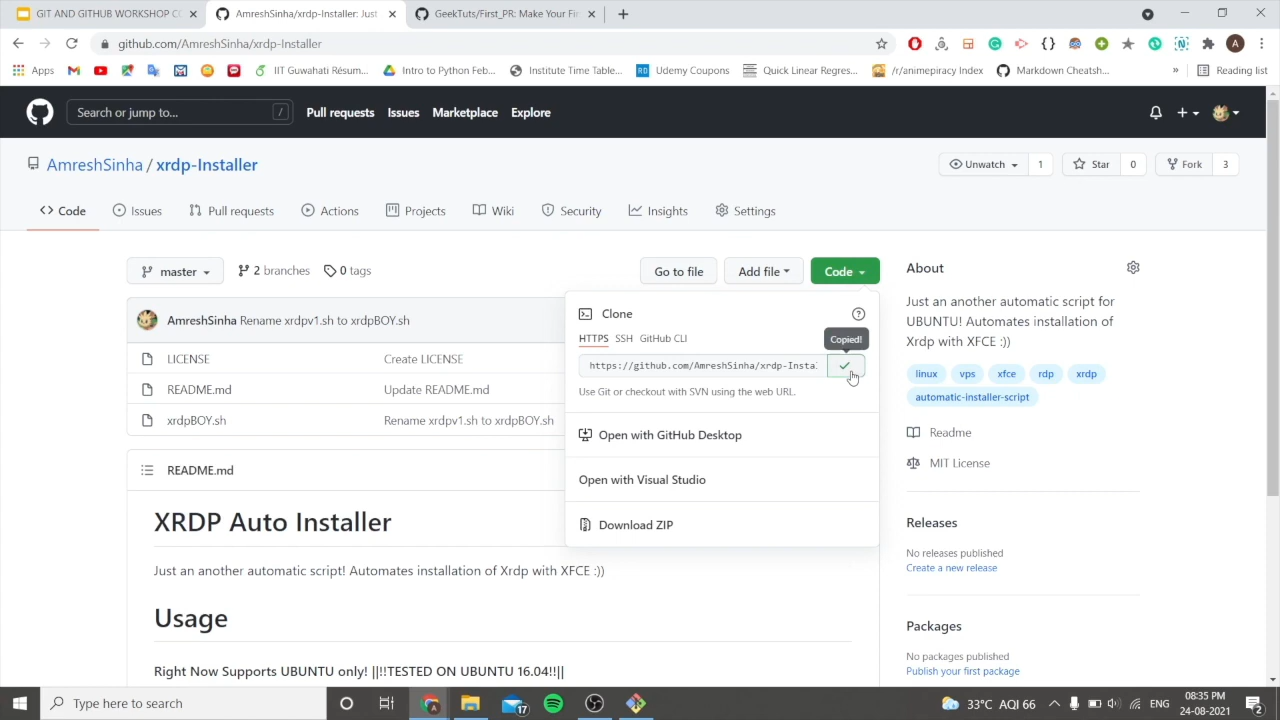 GIT AND GITHUB WORKSHOP CO
AmreshSinha/xrdp-Installer: Just
GeekTuts/First_PR: Make Your Fir
github.com/AmreshSinha/xrdp-Installer
Apps
IIT Guwahati Résum...
Intro to Python Feb...
Institute Time Table...
Udemy Coupons
Quick Linear Regres...
/r/animepiracy Index
Markdown Cheatsh...
»
Reading list
Search or jump to...
/
Pull requests
Issues
Marketplace
Explore
AmreshSinha / xrdp-Installer
Unwatch
1
Star
0
Fork
3
Code
Issues
Pull requests
Actions
Projects
Wiki
Security
Insights
Settings
master
2 branches
0 tags
Go to file
Add file
Code
About
Just an another automatic script for
UBUNTU! Automates installation of
Xrdp with XFCE :))
linux
vps
xfce
rdp
xrdp
automatic-installer-script
Readme
MIT License
Releases
No releases published
Create a new release
Packages
No packages published
Publish your first package
Clone
HTTPS
SSH
GitHub CLI
Copied!
https://github.com/AmreshSinha/xrdp-Insta
Use Git or checkout with SVN using the web URL.
Open with GitHub Desktop
Open with Visual Studio
Download ZIP
AmreshSinha Rename xrdpv1.sh to xrdpBOY.sh
LICENSE
Create LICENSE
README.md
Update README.md
xrdpBOY.sh
Rename xrdpv1.sh to xrdpBOY.sh
README.md
XRDP Auto Installer
Just an another automatic script! Automates installation of Xrdp with XFCE :))
Usage
Right Now Supports UBUNTU only! ||!!TESTED ON UBUNTU 16.04!!||
Type here to search
17
33°C AQI 66
ENG
08:35 PM
24-08-2021
2